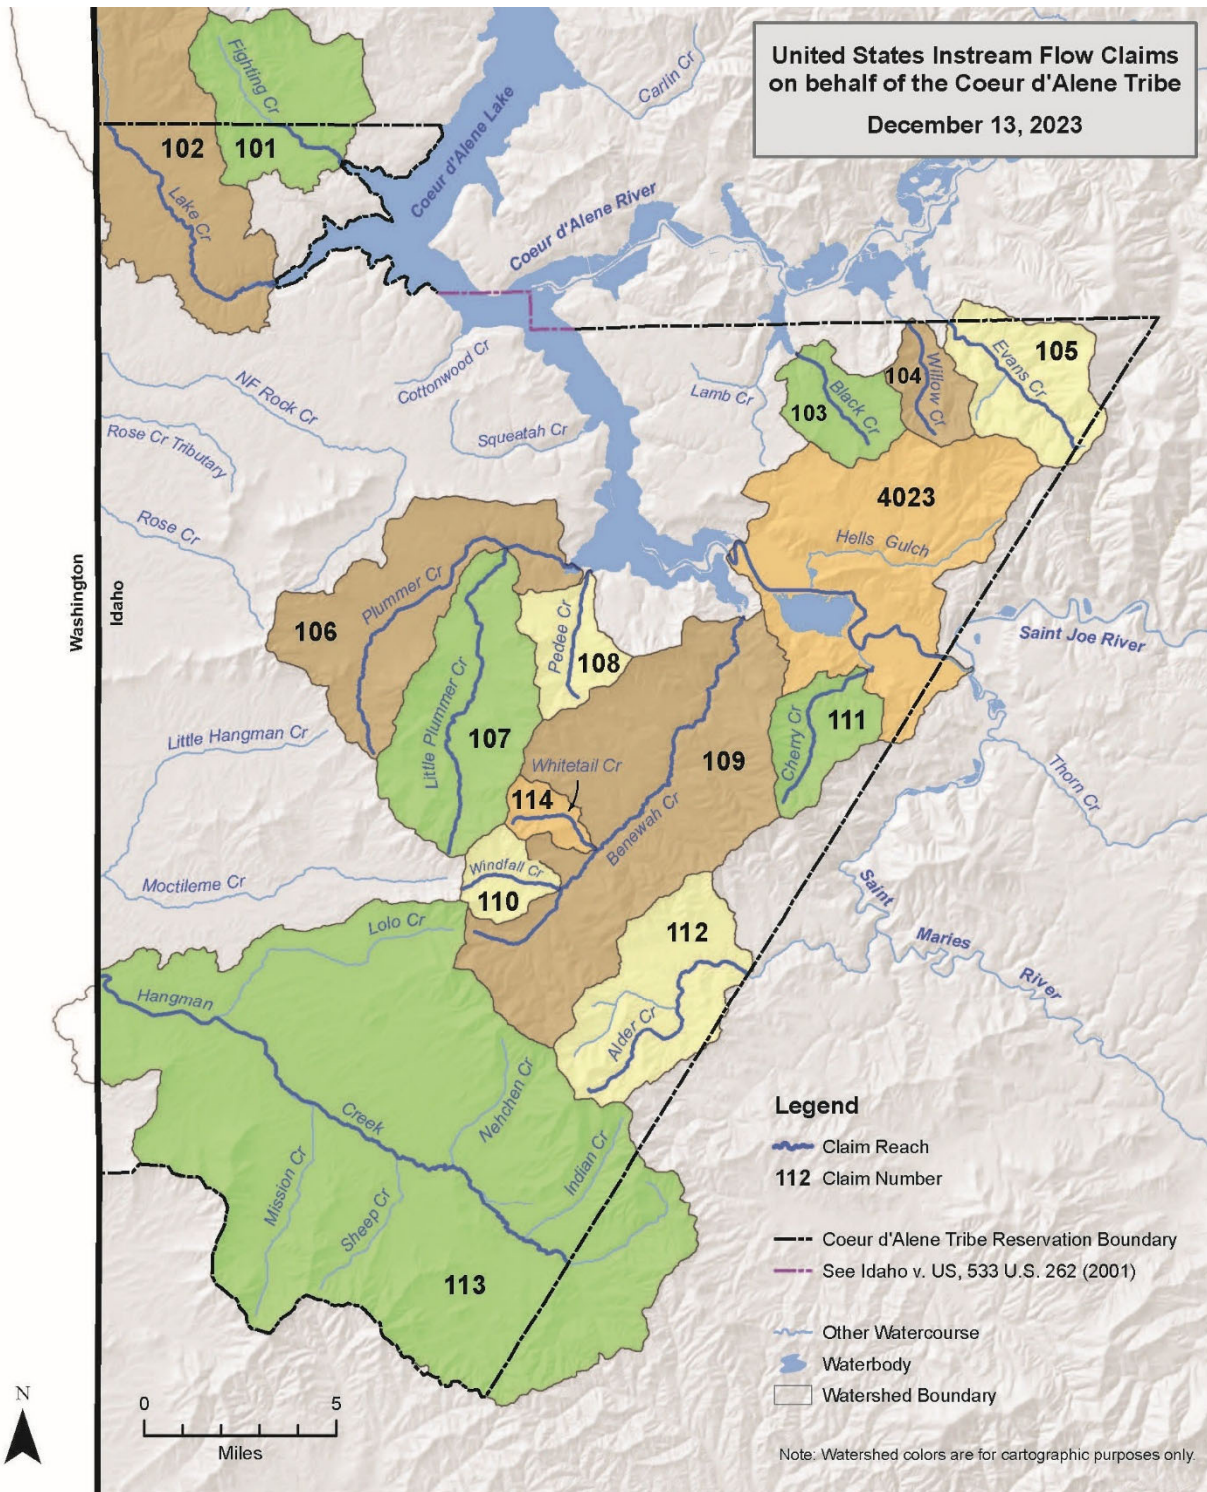 United States Instream Flow Claims
on behalf of the Coeur d'Alene Tribe
December 13, 2023
Fighting Cr
Carlin Cr
Coeur d'Alene Lake
102
101
Lake Cr
Coeur d'Alene River
105
Evans Cr
104
Willow Cr
103
Black Cr
Cottonwood Cr
Lamb Cr
NF Rock Cr
Squeatah Cr
Rose Cr Tributary
Rose Cr
4023
Hells Gulch
Washington
Idaho
Plummer Cr
106
Pedee Cr
108
Saint Joe River
Little Plummer Cr
107
Little Hangman Cr
109
Cherry Cr
111
Whitetail Cr
114
Thorn Cr
Benewah Cr
Windfall Cr
110
Moctileme Cr
Saint
Maries
River
Lolo Cr
112
Alder Cr
Hangman
Creek
Nehchen Cr
Indian Cr
Mission Cr
Sheep Cr
113
Legend
Claim Reach
112 Claim Number
Coeur d'Alene Tribe Reservation Boundary
See Idaho v. US, 533 U.S. 262 (2001)
Other Watercourse
Waterbody
Watershed Boundary
N
0 5
Miles
Note: Watershed colors are for cartographic purposes only.